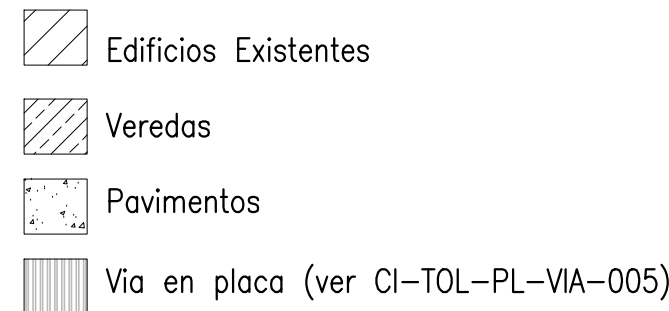 Edificios Existentes
Veredas
Pavimentos
Via en placa (ver CI-TOL-PL-VIA-005)